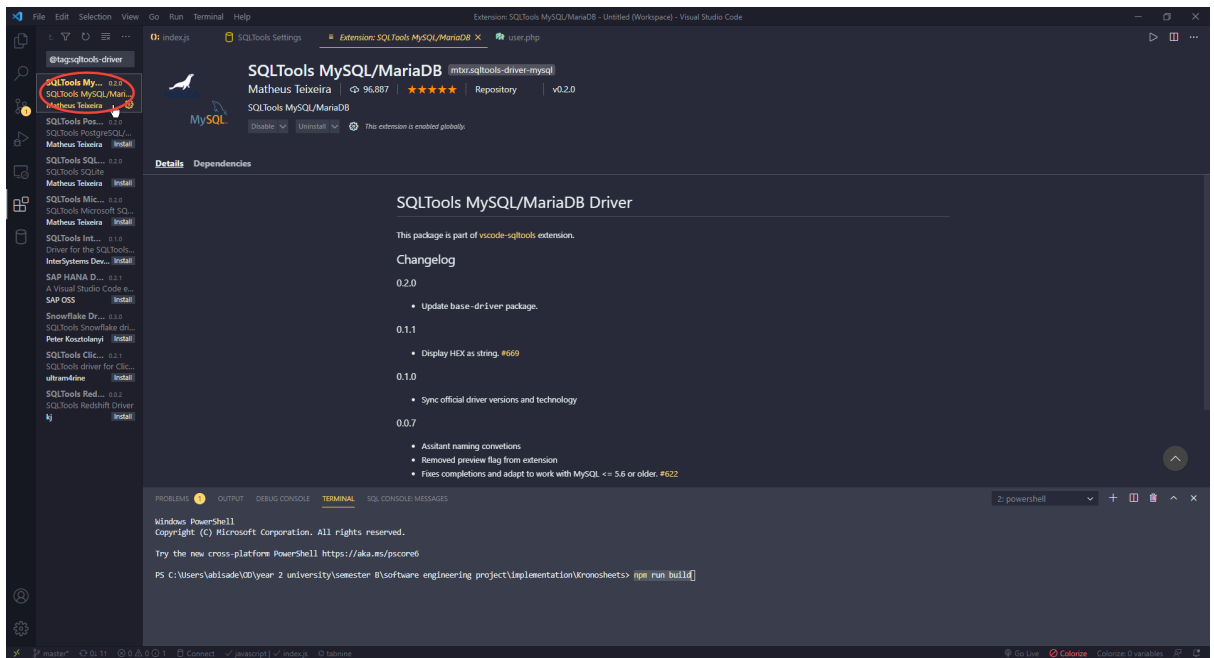 File Edit Selection View Go Run Terminal Help
Extension: SQLTools MySQL/MariaDB - Untitled (Workspace) - Visual Studio Code
index.js SQLTools Settings Extension: SQLTools MySQL/MariaDB user.php
@tag:sqltools-driver
SQLTools My... 0.2.0
SQLTools MySQL/Mari...
Matheus Teixeira
SQLTools Pos... 0.2.0
SQLTools PostgreSQL/...
Matheus Teixeira Install
SQLTools SQL... 0.2.0
SQLTools SQLite
Matheus Teixeira Install
SQLTools Mic... 0.2.0
SQLTools Microsoft SQ...
Matheus Teixeira Install
SQLTools Int... 0.1.0
Driver for the SQLTools...
InterSystems Dev... Install
SAP HANA D... 0.2.1
A Visual Studio Code e...
SAP OSS Install
Snowflake Dr... 0.3.0
SQLTools Snowflake dri...
Peter Kosztolanyi Install
SQLTools Clic... 0.2.1
SQLTools driver for Clic...
ultram4rine Install
SQLTools Red... 0.0.2
SQLTools Redshift Driver
kj Install
MySQL
SQLTools MySQL/MariaDB mtxr.sqltools-driver-mysql
Matheus Teixeira 96,887 ★★★★★ Repository v0.2.0
SQLTools MySQL/MariaDB
Disable Uninstall This extension is enabled globally.
Details Dependencies
SQLTools MySQL/MariaDB Driver
This package is part of vscode-sqltools extension.
Changelog
0.2.0
• Update base-driver package.
0.1.1
• Display HEX as string. #669
0.1.0
• Sync official driver versions and technology
0.0.7
• Assitant naming convetions
• Removed preview flag from extension
• Fixes completions and adapt to work with MySQL <= 5.6 or older. #622
PROBLEMS 1 OUTPUT DEBUG CONSOLE TERMINAL SQL CONSOLE: MESSAGES 2: powershell
Windows PowerShell
Copyright (C) Microsoft Corporation. All rights reserved.
Try the new cross-platform PowerShell https://aka.ms/pscore6
PS C:\Users\abisade\OD\year 2 university\semester B\software engineering project\implementation\Kronosheets> npm run build
master* 0↓ 1↑ 0 0 1 Connect javascript | index.js tabnine Go Live Colorize Colorize: 0 variables